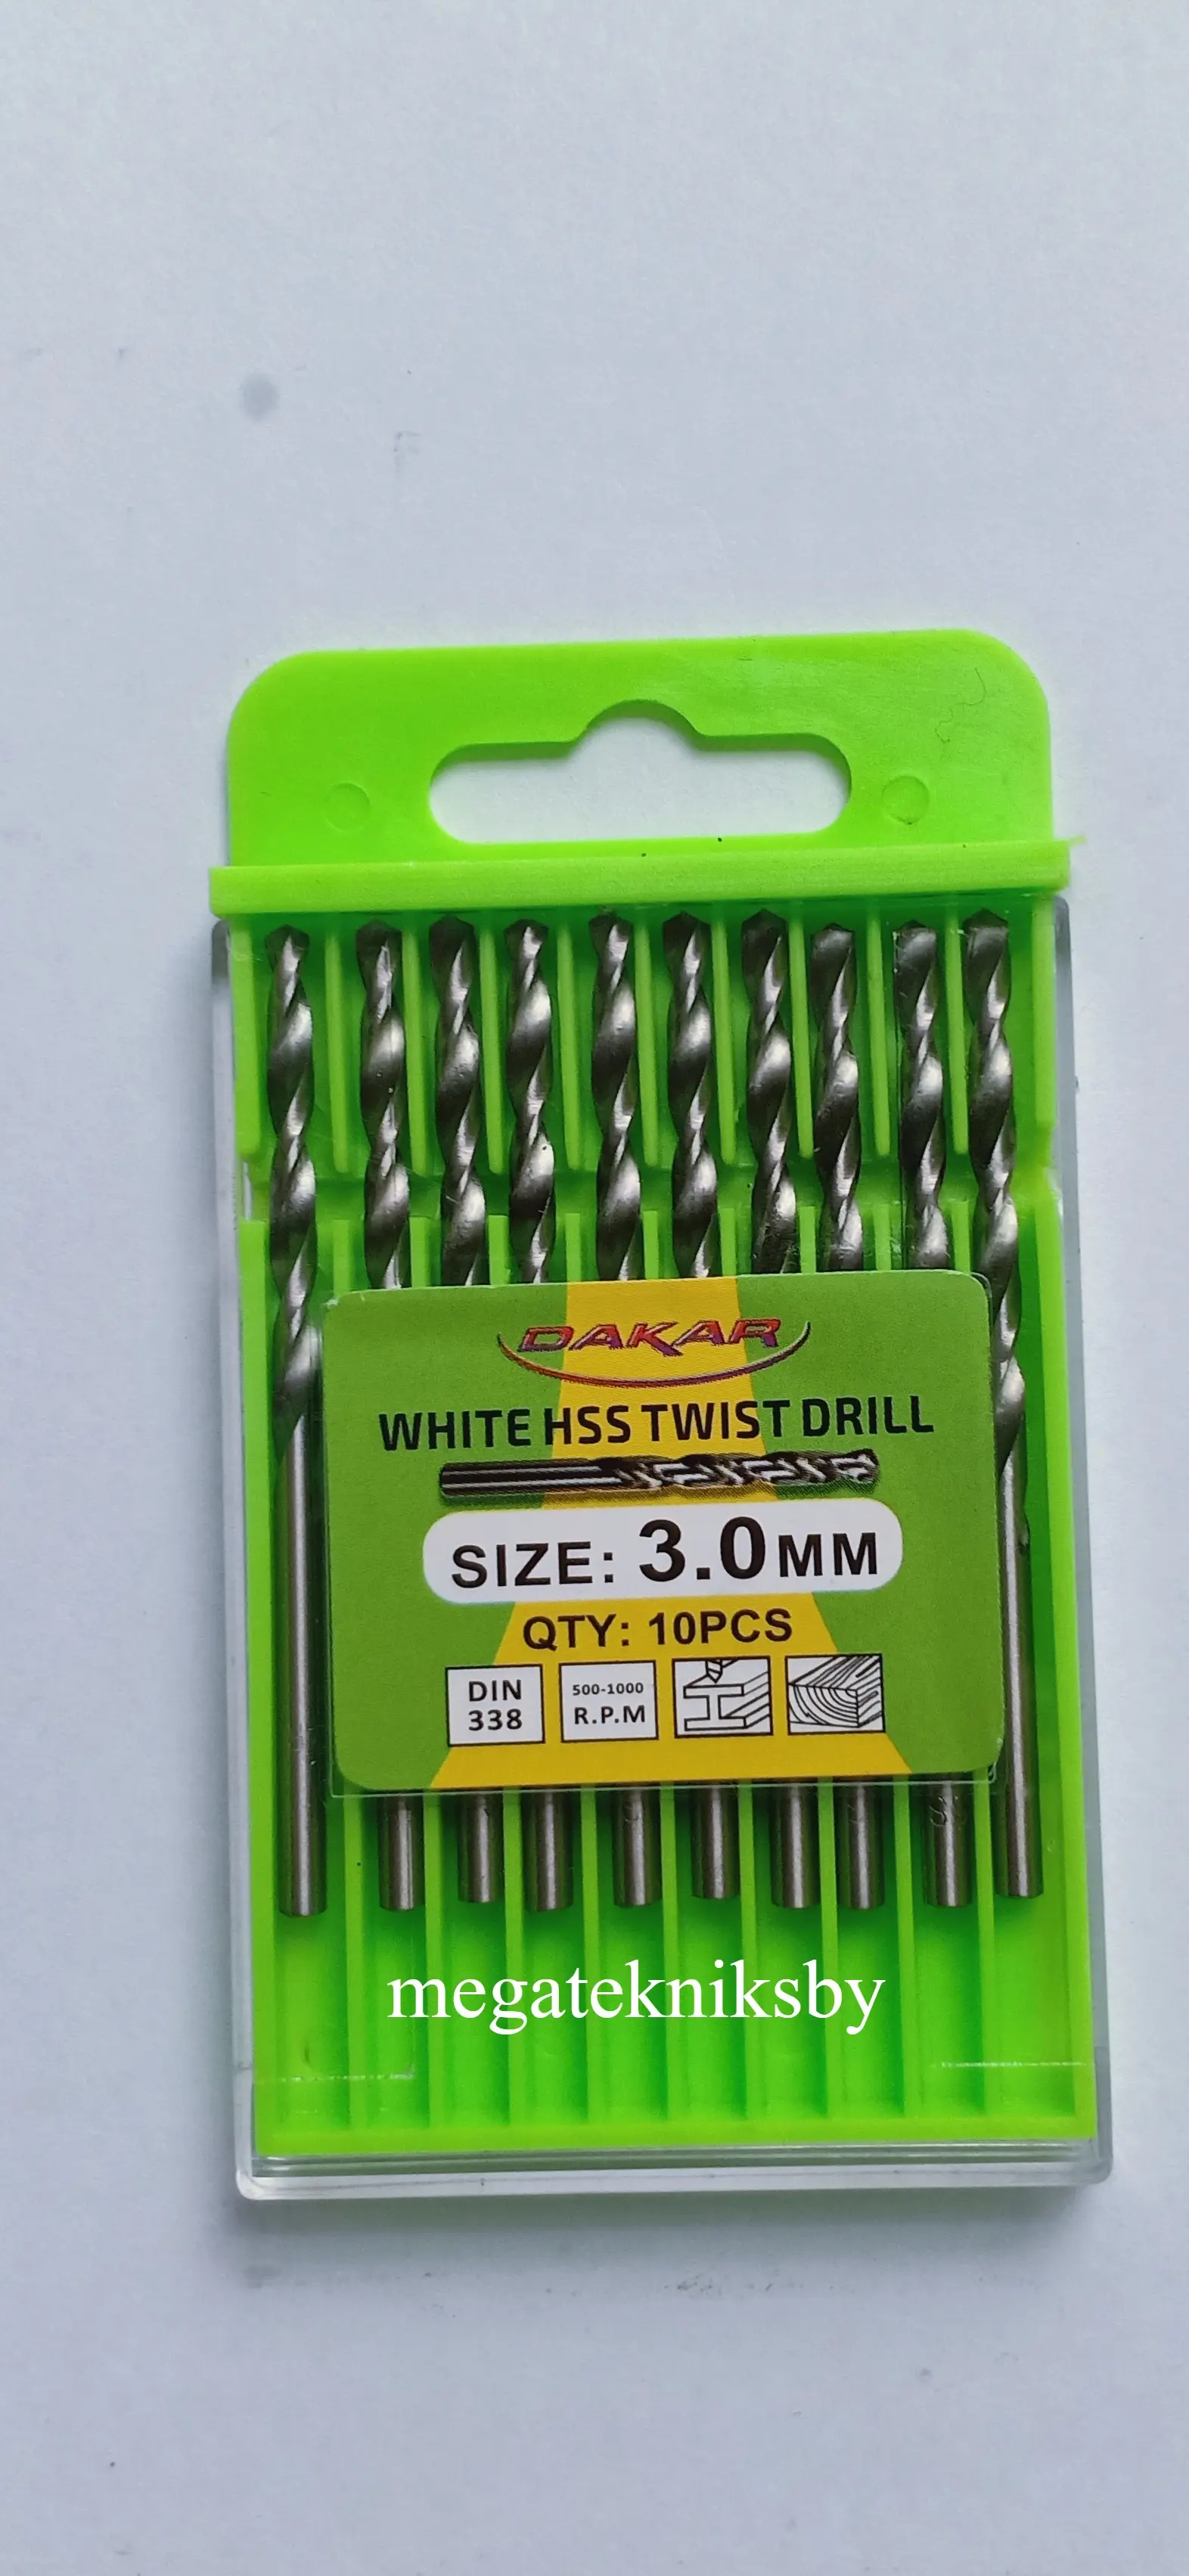 DAKAR
WHITE HSS TWIST DRILL
SIZE: 3.0MM
QTY: 10PCS
DIN
338
500-1000
R.P.M
megatekniksby